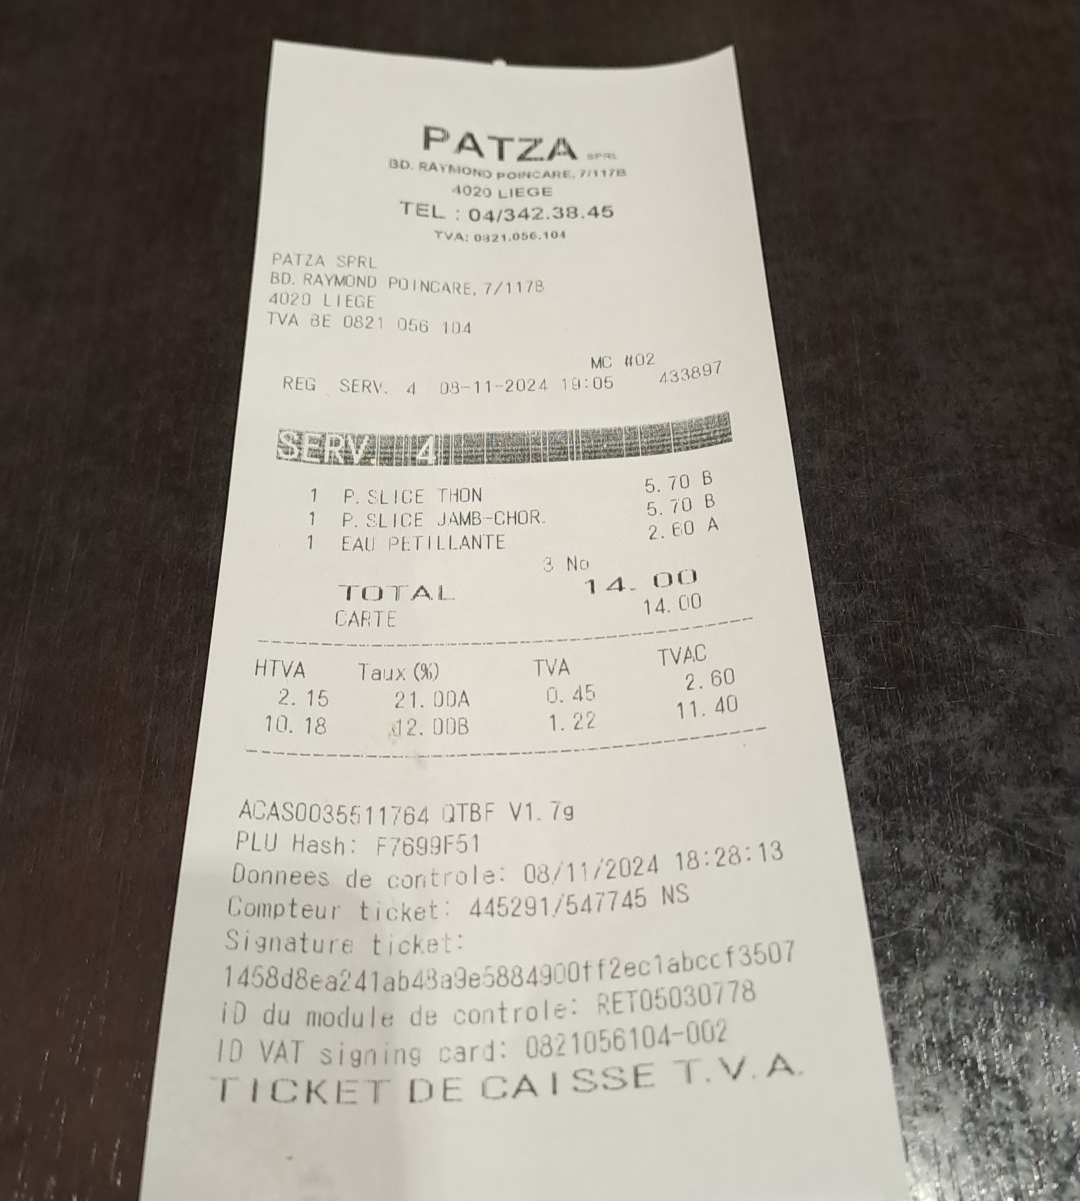 PATZA SPRL
BD. RAYMOND POINCARE, 7/117B
4020 LIEGE
TEL : 04/342.38.45
TVA: 0821.056.104
PATZA SPRL
BD. RAYMOND POINCARE, 7/117B
4020 LIEGE
TVA BE 0821 056 104
MC #02
REG SERV. 4 08-11-2024 19:05 433897
SERV. 4
1 P. SLICE THON 5.70 B
1 P. SLICE JAMB-CHOR. 5.70 B
1 EAU PETILLANTE 2.60 A
3 No
TOTAL 14.00
CARTE 14.00
HTVA Taux (%) TVA TVAC
2.15 21.00A 0.45 2.60
10.18 12.00B 1.22 11.40
ACAS0035511764 QTBF V1.7g
PLU Hash: F7699F51
Donnees de controle: 08/11/2024 18:28:13
Compteur ticket: 445291/547745 NS
Signature ticket:
1458d8ea241ab48a9e5884900ff2ec1abccf3507
iD du module de controle: RET05030778
ID VAT signing card: 0821056104-002
TICKET DE CAISSE T.V.A.